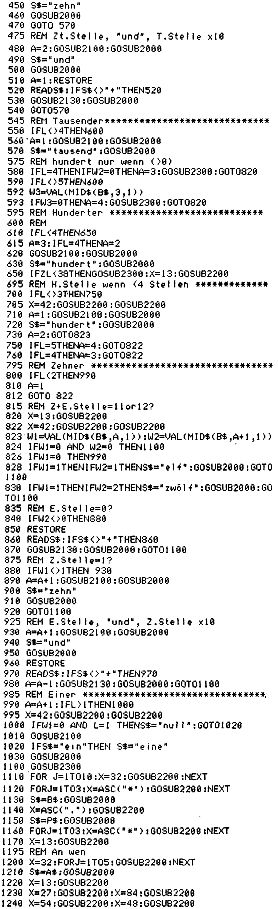 450 S$="zehn"
460 GOSUB2000
470 GOTO 570
475 REM Zt.Stelle, "und", T.Stelle x10
480 A=2:GOSUB2100:GOSUB2000
490 S$="und"
500 GOSUB2000
510 A=1:RESTORE
520 READS$:IFS$<>"+"THEN520
530 GOSUB2130:GOSUB2000
540 GOTO570
545 REM Tausender****************************
550 IFL<>4THEN600
560 A=1:GOSUB2100:GOSUB2000
570 S$="tausend":GOSUB2000
575 REM hundert nur wenn <>0
580 IFL=4THENIFW2=0THENA=3:GOSUB2300:GOTO820
590 IFL<>5THEN600
592 W3=VAL(MID$(B$,3,1))
593 IFW3=0THENA=4:GOSUB2300:GOTO820
595 REM Hunderter ***********************
600 REM
610 IFL<4THEN650
615 A=3:IFL=4THENA=2
620 GOSUB2100:GOSUB2000
630 S$="hundert":GOSUB2000
650 IFZL<38THENGOSUB2300:X=13:GOSUB2200
695 REM H.Stelle wenn <4 Stellen *************
700 IFL<>3THEN750
705 X=42:GOSUB2200:GOSUB2200
710 A=1:GOSUB2100:GOSUB2000
720 S$="hundert":GOSUB2000
730 A=2:GOTO823
750 IFL=5THENA=4:GOTO822
760 IFL=4THENA=3:GOTO822
795 REM Zehner *******************************
800 IFL<2THEN990
810 A=1
812 GOTO 822
815 REM Z+E.Stelle=11or12?
820 X=13:GOSUB2200
822 X=42:GOSUB2200:GOSUB2200
823 W1=VAL(MID$(B$,A,1)):W2=VAL(MID$(B$,A+1,1))
824 IFW1=0 AND W2=0 THEN1100
826 IFW1=0 THEN990
828 IFW1=1THENIFW2=1THENS$="elf":GOSUB2000:GOTO
1100
830 IFW1=1THENIFW2=2THENS$="zwölf":GOSUB2000:GO
TO1100
835 REM E.Stelle=0?
840 IFW2<>0THEN880
850 RESTORE
860 READS$:IFS$<>"+"THEN860
870 GOSUB2130:GOSUB2000:GOTO1100
875 REM Z.Stelle=1?
880 IFW1<>1THEN 930
890 A=A+1:GOSUB2100:GOSUB2000
900 S$="zehn"
910 GOSUB2000
920 GOTO1100
925 REM E.Stelle, "und", Z.Stelle x10
930 A=A+1:GOSUB2100:GOSUB2000
940 S$="und"
950 GOSUB2000
960 RESTORE
970 READS$:IFS$<>"+"THEN970
980 A=A-1:GOSUB2130:GOSUB2000:GOTO1100
985 REM Einer ********************************
990 A=A+1:IFL>1THEN1000
995 X=42:GOSUB2200:GOSUB2200
1000 IFW1=0 AND L=1 THENS$="null":GOTO1020
1010 GOSUB2100
1020 IFS$="ein"THEN S$="eine"
1030 GOSUB2000
1100 GOSUB2300
1110 FOR J=1TO10:X=32:GOSUB2200:NEXT
1120 FORJ=1TO3:X=ASC("*"):GOSUB2200:NEXT
1130 S$=B$:GOSUB2000
1140 X=ASC("."):GOSUB2200
1150 S$=P$:GOSUB2000
1160 FORJ=1TO3:X=ASC("*"):GOSUB2200:NEXT
1170 X=13:GOSUB2200
1195 REM An wen
1200 X=32:FORJ=1TO5:GOSUB2200:NEXT
1210 S$=A$:GOSUB2000
1220 X=13:GOSUB2200
1230 X=27:GOSUB2200:X=84:GOSUB2200
1240 X=54:GOSUB2200:X=48:GOSUB2200